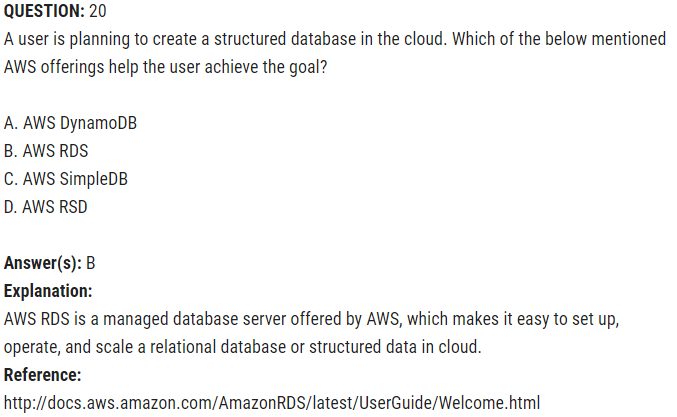 QUESTION: 20
A user is planning to create a structured database in the cloud. Which of the below mentioned
AWS offerings help the user achieve the goal?
A. AWS DynamoDB
B. AWS RDS
C. AWS SimpleDB
D. AWS RSD
Answer(s): B
Explanation:
AWS RDS is a managed database server offered by AWS, which makes it easy to set up,
operate, and scale a relational database or structured data in cloud.
Reference:
http://docs.aws.amazon.com/AmazonRDS/latest/UserGuide/Welcome.html